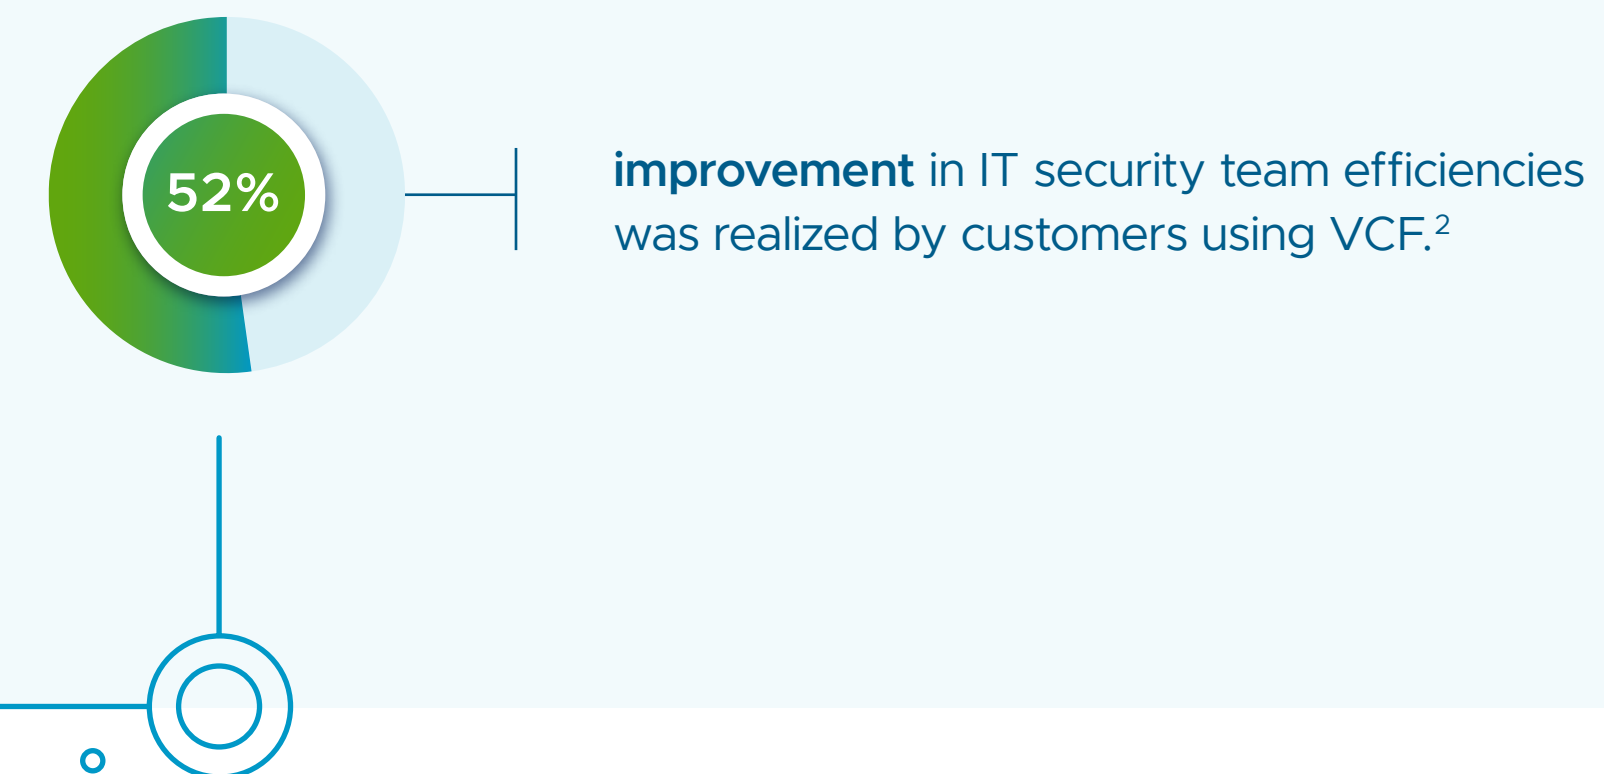 52%
improvement in IT security team efficiencies
was realized by customers using VCF.²